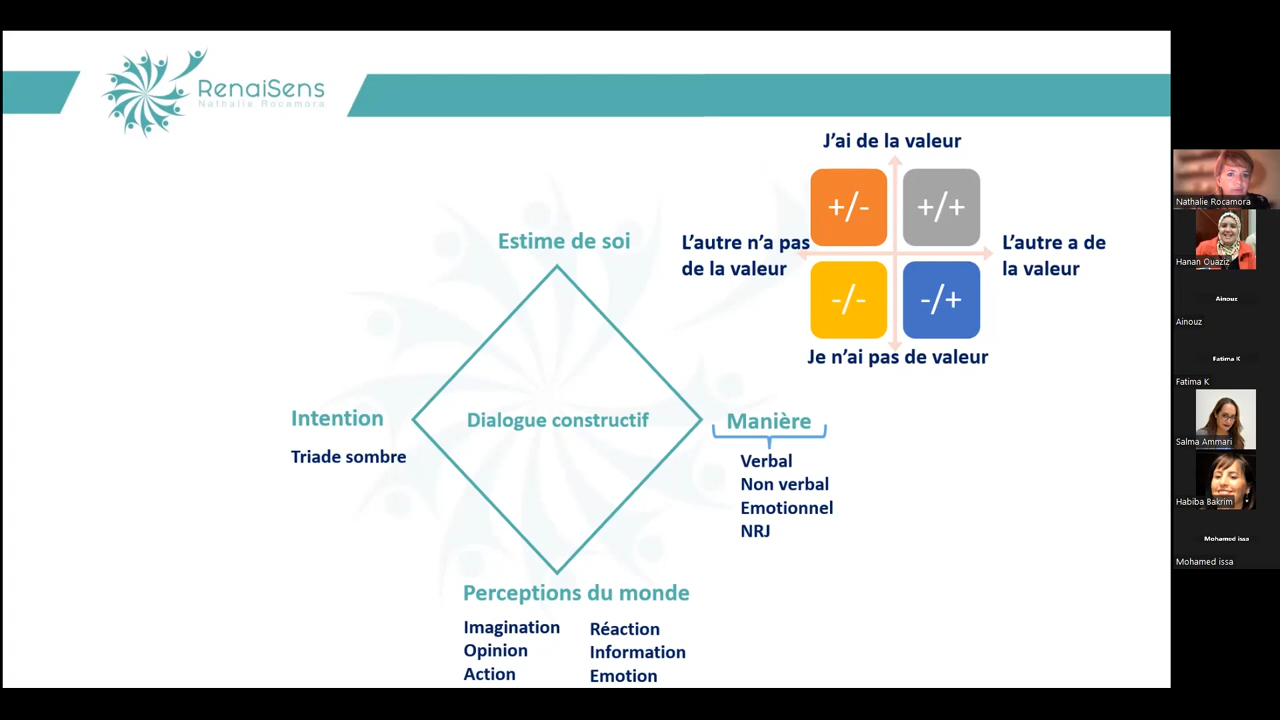 RenaiSens
Nathalie Rocamora
J'ai de la valeur
+/-
+/+
L'autre n'a pas
de la valeur
L'autre a de
la valeur
-/-
-/+
Je n'ai pas de valeur
Estime de soi
Intention
Triade sombre
Dialogue constructif
Manière
Verbal
Non verbal
Emotionnel
NRJ
Perceptions du monde
Imagination
Opinion
Action
Réaction
Information
Emotion
Nathalie Rocamora
Hanan Ouaziz
Ainouz
Ainouz
Fatima K
Fatima K
Salma Ammari
Habiba Bakrim
Mohamed issa
Mohamed issa